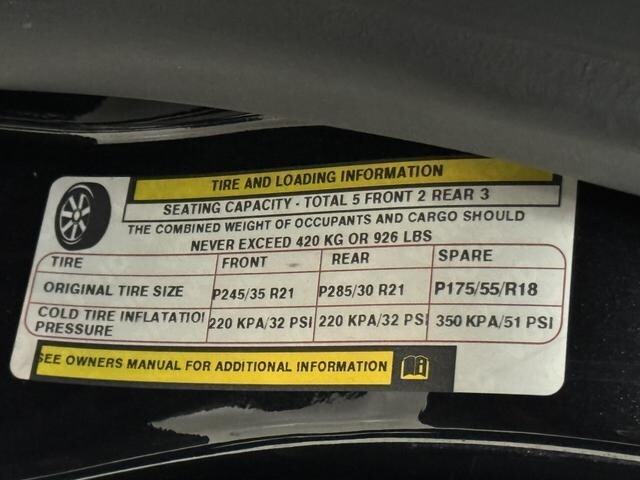 TIRE AND LOADING INFORMATION
SEATING CAPACITY - TOTAL 5 FRONT 2 REAR 3
THE COMBINED WEIGHT OF OCCUPANTS AND CARGO SHOULD
NEVER EXCEED 420 KG OR 926 LBS
TIRE FRONT REAR SPARE
ORIGINAL TIRE SIZE P245/35 R21 P285/30 R21 P175/55/R18
COLD TIRE INFLATATIOI 220 KPA/32 PSI 220 KPA/32 PSI 350 KPA/51 PSI
PRESSURE
SEE OWNERS MANUAL FOR ADDITIONAL INFORMATION